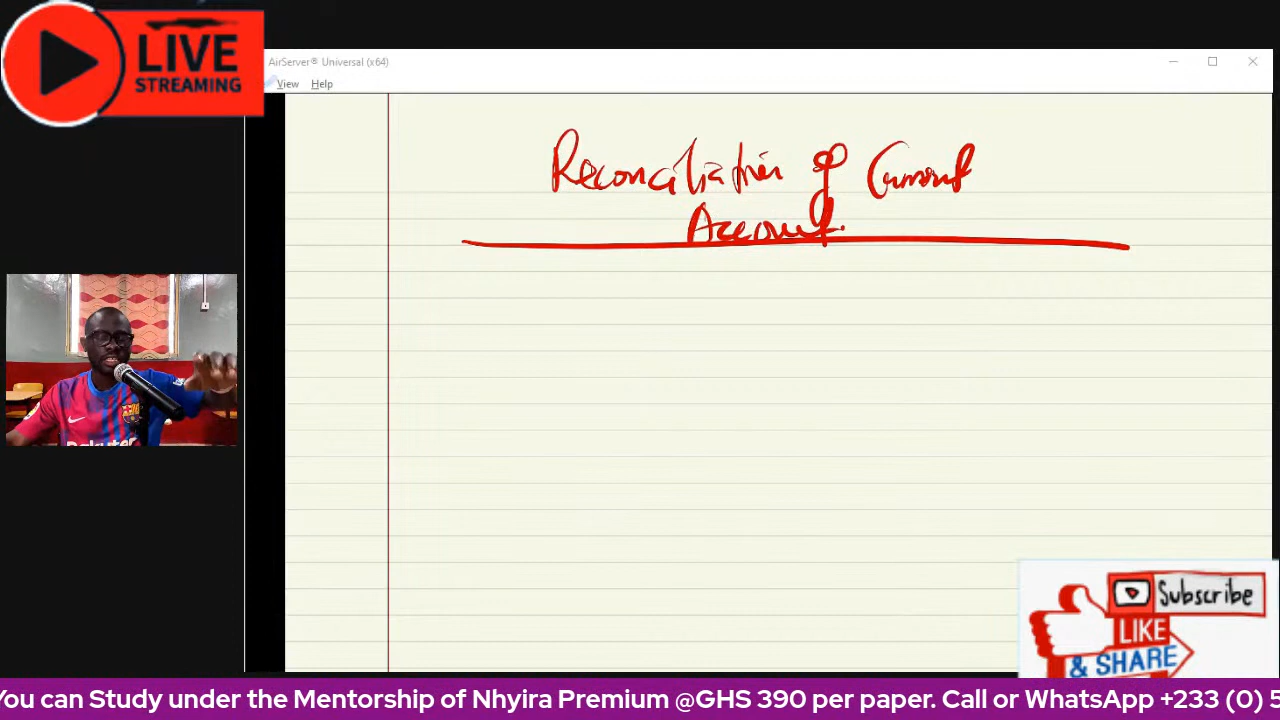 LIVE
STREAMING
AirServer® Universal (x64)
View Help
Reconciliation of Current
Account.
Rakuten
Subscribe
LIKE
& SHARE
You can Study under the Mentorship of Nhyira Premium @GHS 390 per paper. Call or WhatsApp +233 (0) 5